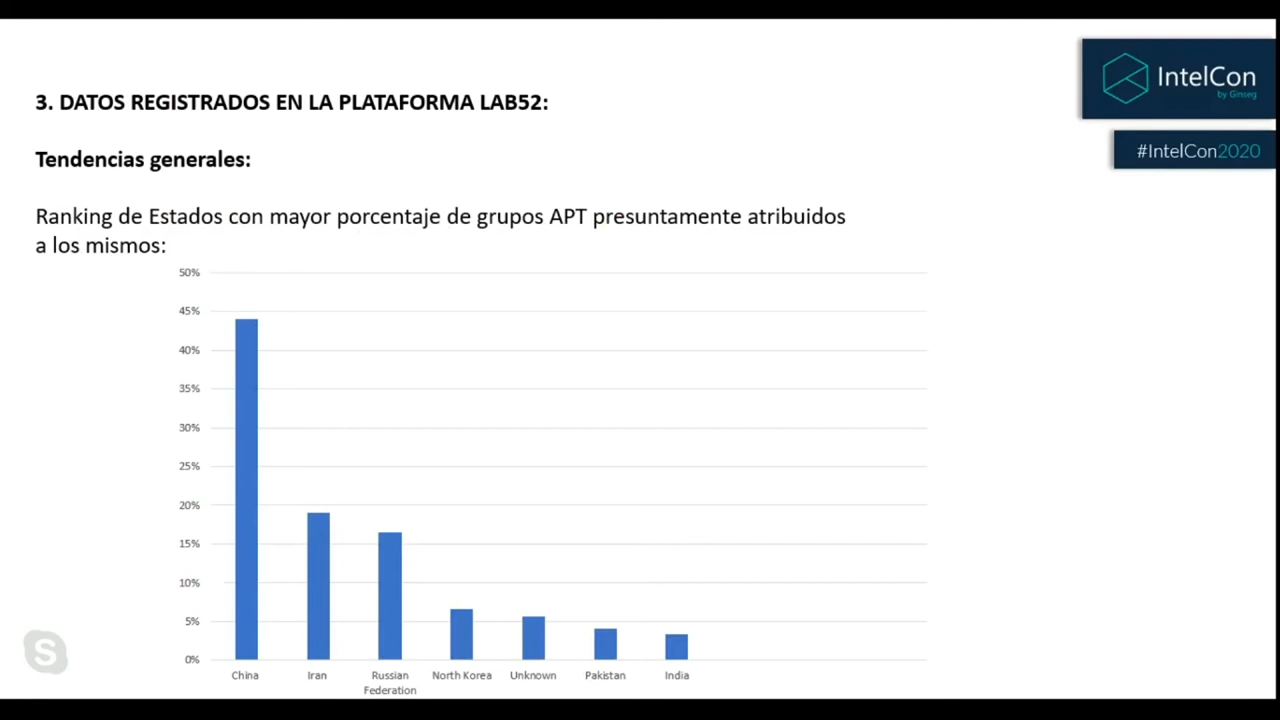 IntelCon
by Ginseg
#IntelCon2020
3. DATOS REGISTRADOS EN LA PLATAFORMA LAB52:
Tendencias generales:
Ranking de Estados con mayor porcentaje de grupos APT presuntamente atribuidos
a los mismos:
50%
45%
40%
35%
30%
25%
20%
15%
10%
5%
0%
China
Iran
Russian
Federation
North Korea
Unknown
Pakistan
India
S